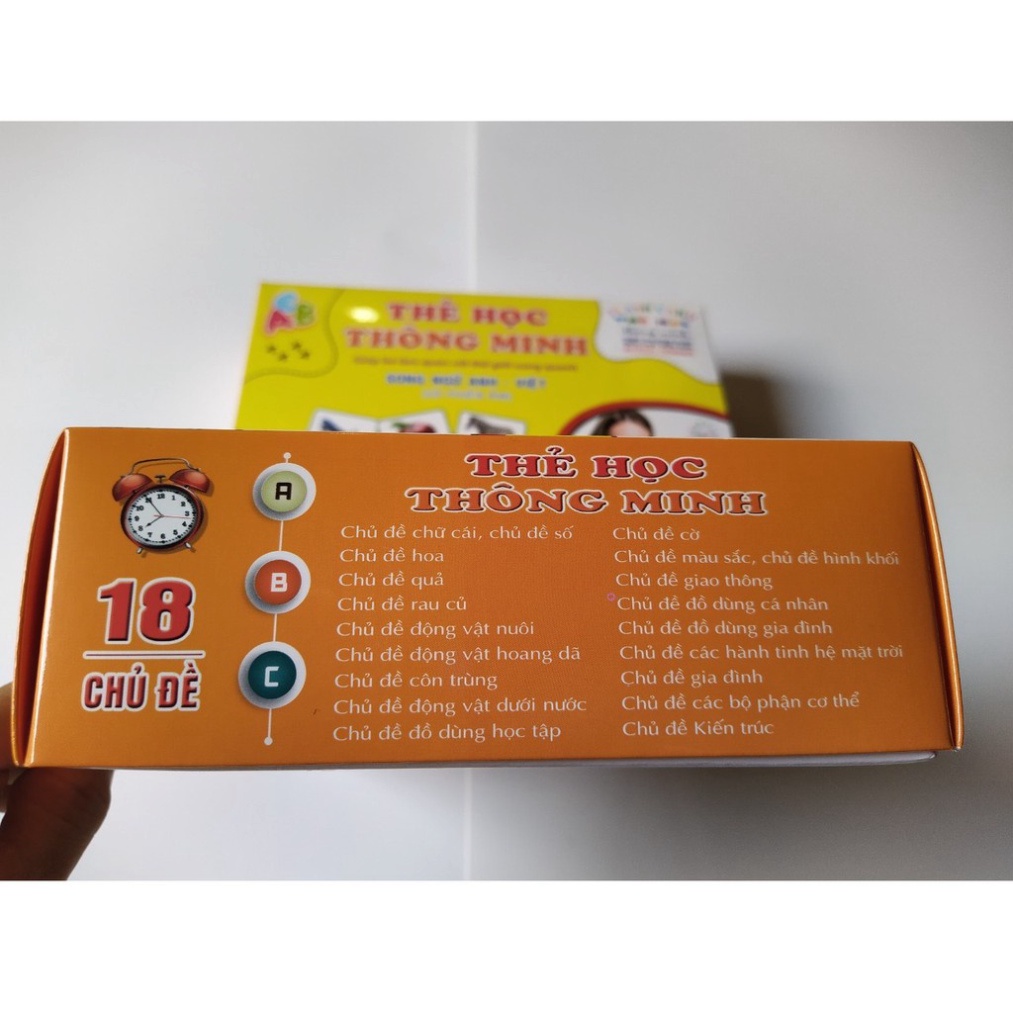 THẺ HỌC
THÔNG MINH
SONG NGỮ ANH - VIỆT
THẺ HỌC
THÔNG MINH
18
CHỦ ĐỀ
A
B
C
Chủ đề chữ cái, chủ đề số
Chủ đề hoa
Chủ đề quả
Chủ đề rau củ
Chủ đề động vật nuôi
Chủ đề động vật hoang dã
Chủ đề côn trùng
Chủ đề động vật dưới nước
Chủ đề đồ dùng học tập
Chủ đề cờ
Chủ đề màu sắc, chủ đề hình khối
Chủ đề giao thông
Chủ đề đồ dùng cá nhân
Chủ đề đồ dùng gia đình
Chủ đề các hành tinh hệ mặt trời
Chủ đề gia đình
Chủ đề các bộ phận cơ thể
Chủ đề Kiến trúc